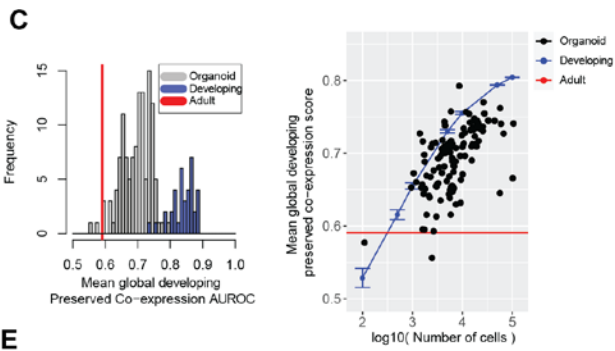 C
Organoid
Developing
Adult
15
10
5
0
Frequency
0.5 0.6 0.7 0.8 0.9 1.0
Mean global developing
Preserved Co-expression AUROC
Organoid
Developing
Adult
0.8
0.7
0.6
0.5
Mean global developing
preserved co-expression score
2 3 4 5
log10( Number of cells )
E